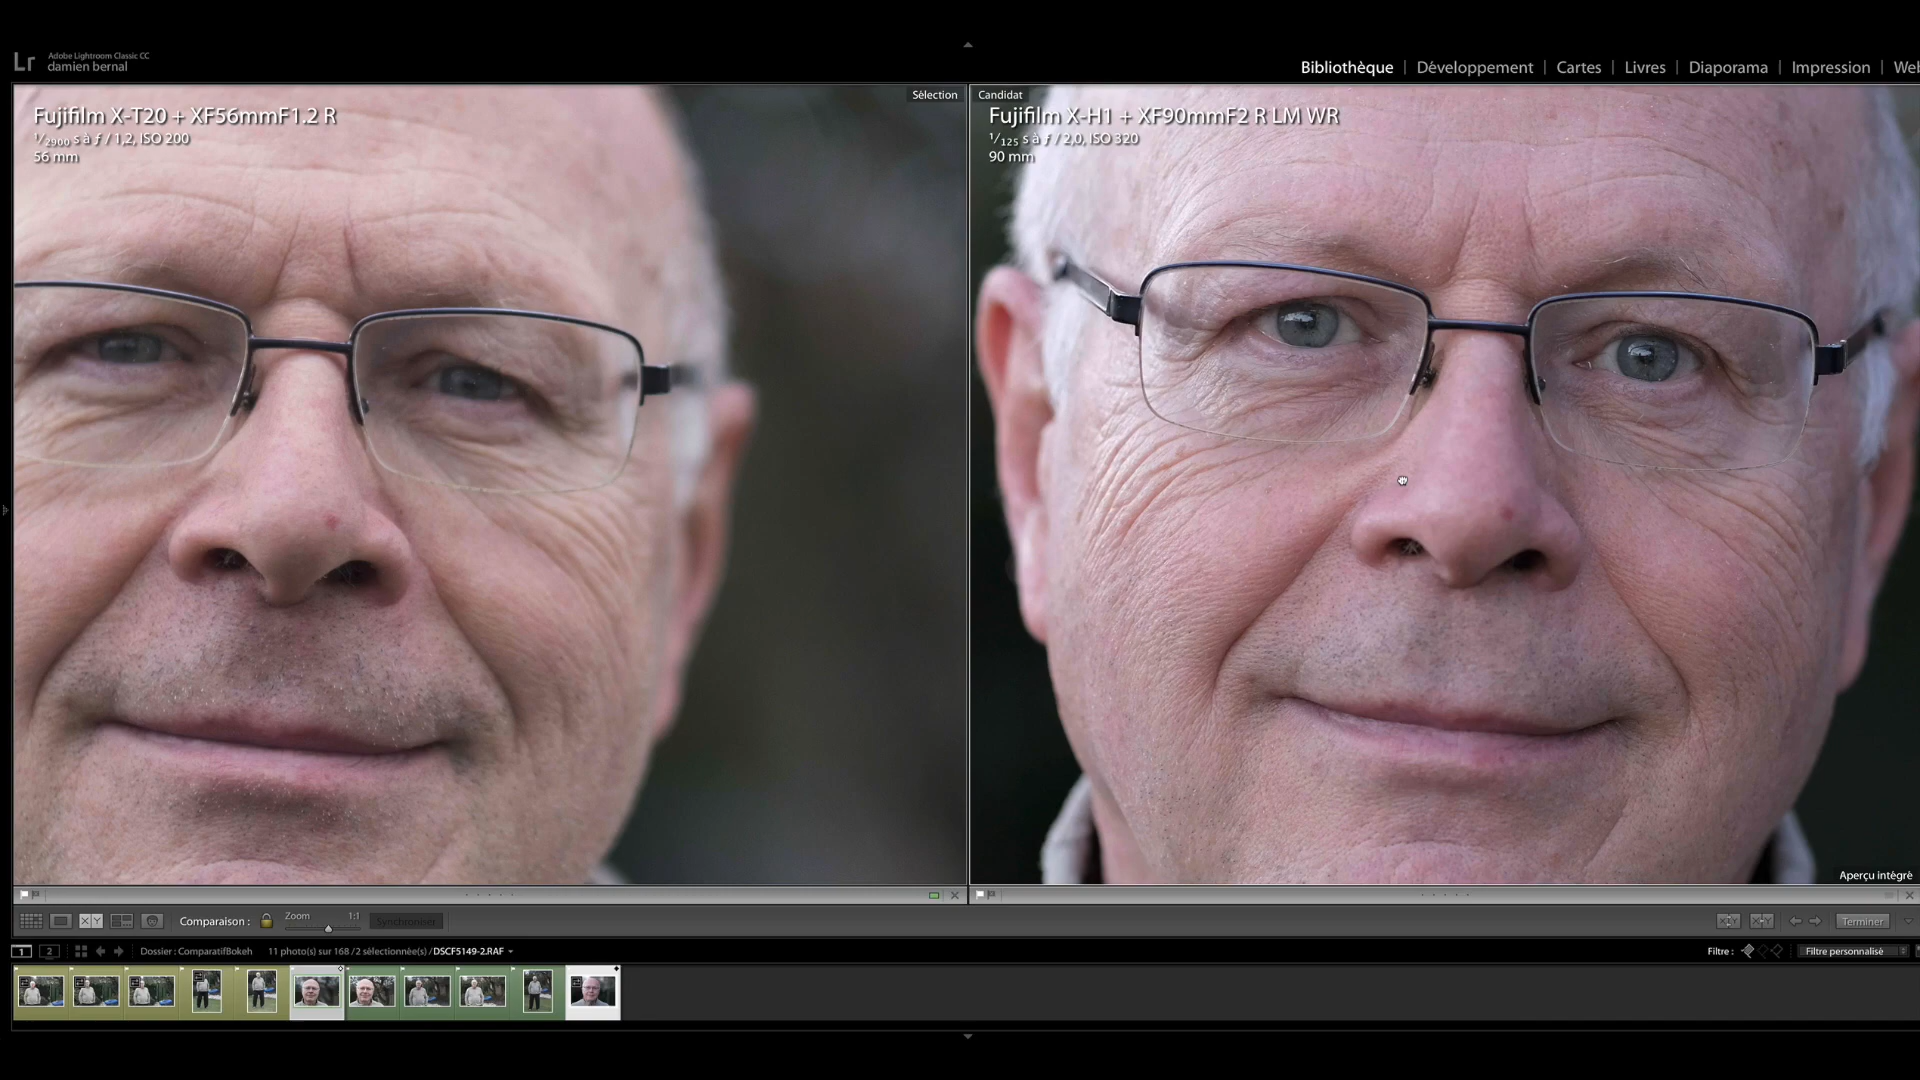 Lr
Adobe Lightroom Classic CC
damien bernal
Bibliothèque | Développement | Cartes | Livres | Diaporama | Impression | Web
Sélection
Fujifilm X-T20 + XF56mmF1.2 R
1/2900 s à ƒ / 1,2, ISO 200
56 mm
Candidat
Fujifilm X-H1 + XF90mmF2 R LM WR
1/125 s à ƒ / 2,0, ISO 320
90 mm
Aperçu intégré
X Y
Comparaison :
Zoom
1:1
Synchroniser
Terminer
1
2
Dossier : ComparatifBokeh
11 photo(s) sur 168 /2 sélectionnée(s) /DSCF5149-2.RAF
Filtre :
Filtre personnalisé